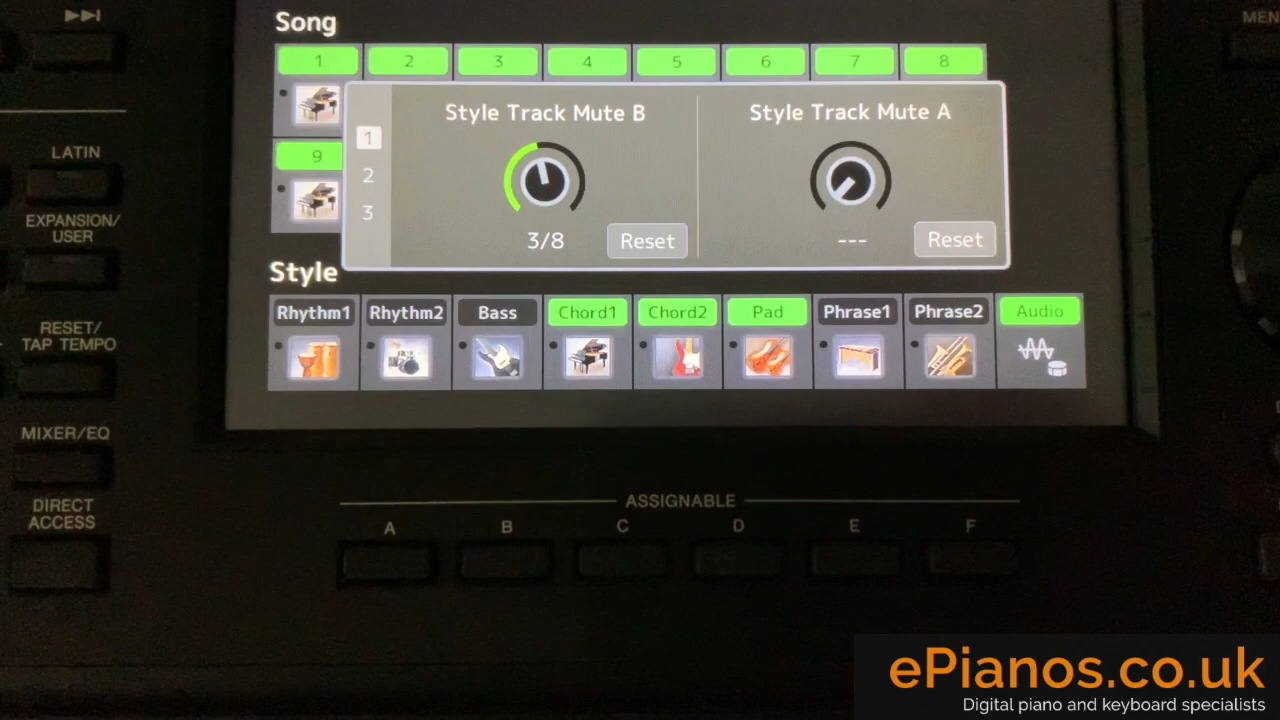 Song
1 2 3 4 5 6 7 8
9
1
2
3
Style Track Mute B
3/8
Reset
Style Track Mute A
---
Reset
Style
Rhythm1 Rhythm2 Bass Chord1 Chord2 Pad Phrase1 Phrase2 Audio
LATIN
EXPANSION/
USER
RESET/
TAP TEMPO
MIXER/EQ
DIRECT
ACCESS
ASSIGNABLE
A B C D E F
MEN
ePianos.co.uk
Digital piano and keyboard specialists